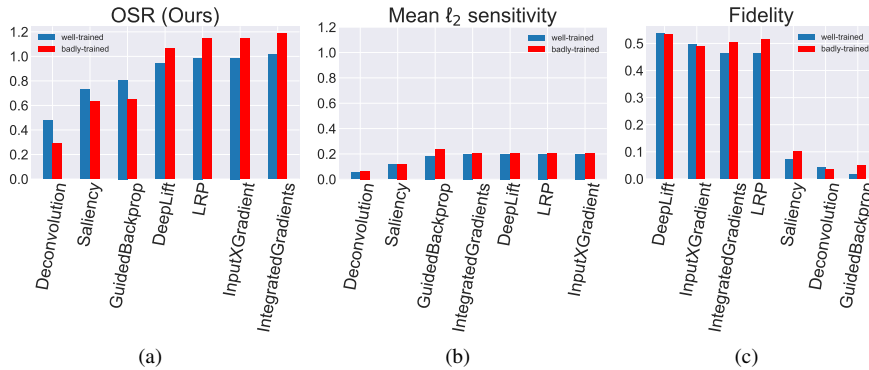 OSR (Ours)
well-trained
badly-trained
1.2
1.0
0.8
0.6
0.4
0.2
0.0
Deconvolution
Saliency
GuidedBackprop
DeepLift
LRP
InputXGradient
IntegratedGradients
(a)
Mean ℓ₂ sensitivity
well-trained
badly-trained
1.2
1.0
0.8
0.6
0.4
0.2
0.0
Deconvolution
Saliency
GuidedBackprop
IntegratedGradients
DeepLift
LRP
InputXGradient
(b)
Fidelity
well-trained
badly-trained
0.5
0.4
0.3
0.2
0.1
0.0
DeepLift
InputXGradient
IntegratedGradients
LRP
Saliency
Deconvolution
GuidedBackprop
(c)